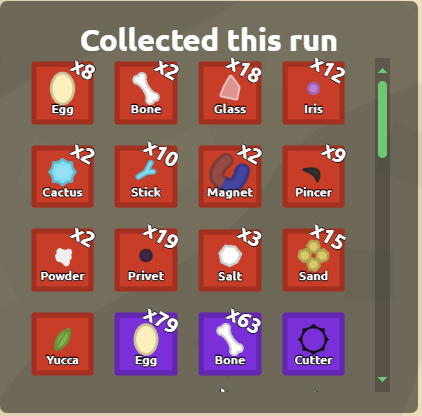 Collected this run
x8 x2 x18 x12
Egg Bone Glass Iris
x2 x10 x2 x9
Cactus Stick Magnet Pincer
x2 x19 x3 x15
Powder Privet Salt Sand
x79 x63
Yucca Egg Bone Cutter